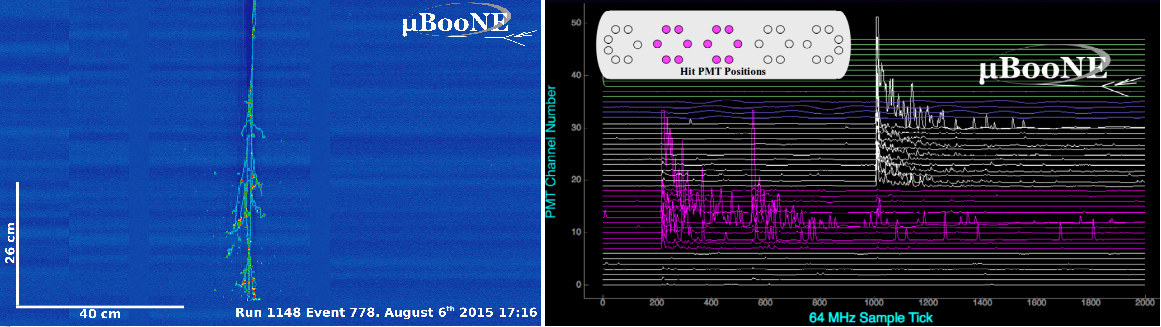 µBooNE
26 cm
40 cm
Run 1148 Event 778. August 6th 2015 17:16
Hit PMT Positions
µBooNE
PMT Channel Number
50
40
30
20
10
0
0 200 400 600 800 1000 1200 1400 1600 1800 2000
64 MHz Sample Tick